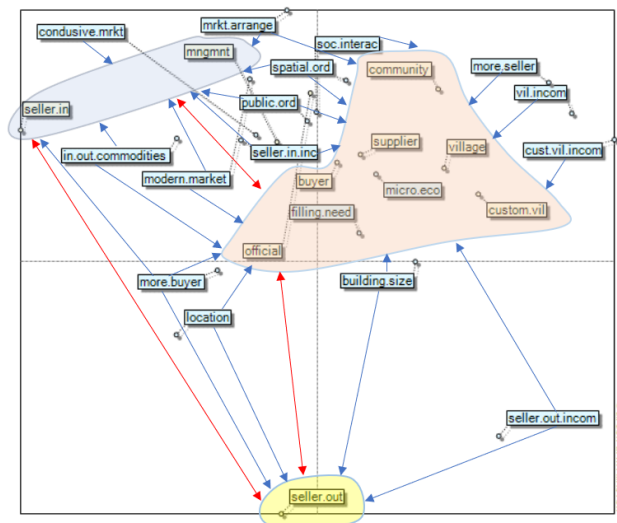 mrkt.arrange
condusive.mrkt
soc.interac
mngmnt
spatial.ord
community
more.seller
vil.incom
public.ord
seller.in
supplier
village
cust.vil.incom
in.out.commodities
seller.in.inc
modern.market
buyer
micro.eco
filling.need
custom.vil
official
more.buyer
building.size
location
seller.out.incom
seller.out